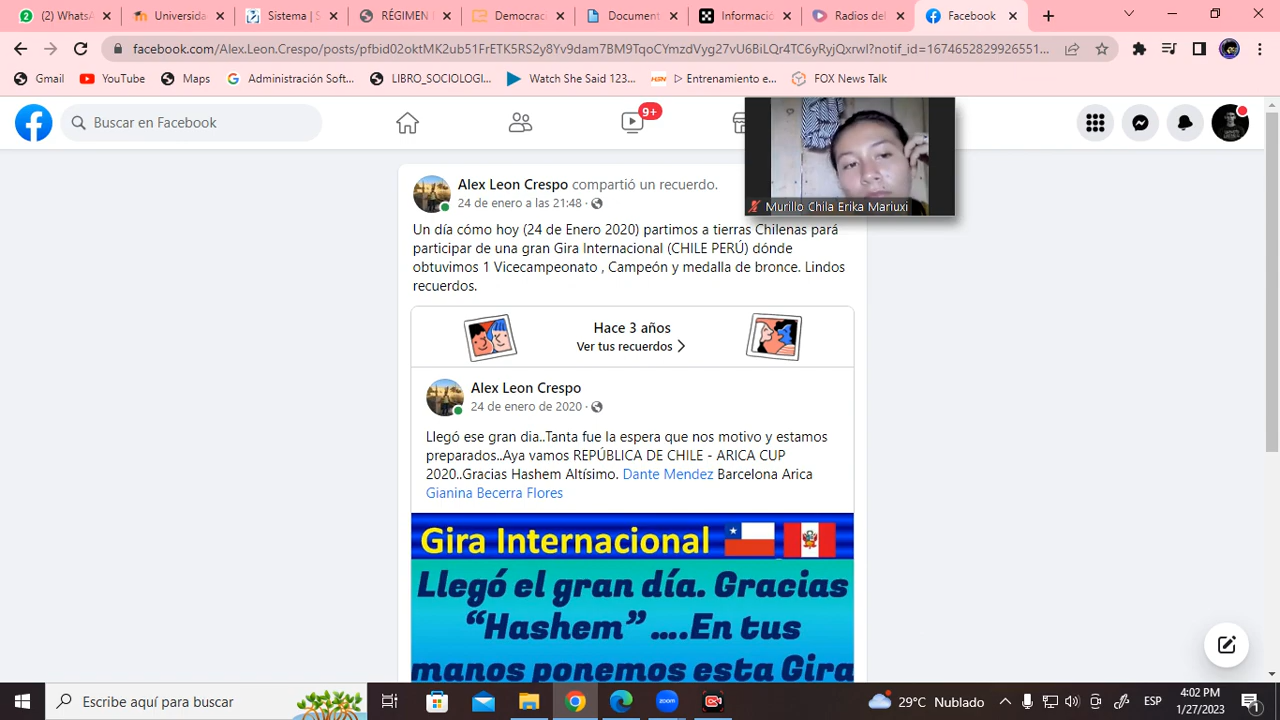 (2) WhatsA
Universida
Sistema | S
RÉGIMEN
Democrac
Document
Informació
Radios del
Facebook
facebook.com/Alex.Leon.Crespo/posts/pfbid02oktMK2ub51FrETK5RS2y8Yv9dam7BM9TqoCYmzdVyg27vU6BiLQr4TC6yRyjQxrwl?notif_id=1674652829926551...
Gmail
YouTube
Maps
Administración Soft...
LIBRO_SOCIOLOGI...
Watch She Said 123...
▷ Entrenamiento e...
FOX News Talk
Buscar en Facebook
9+
Murillo Chila Erika Mariuxi
Alex Leon Crespo compartió un recuerdo.
24 de enero a las 21:48 ·
Un día cómo hoy (24 de Enero 2020) partimos a tierras Chilenas pará
participar de una gran Gira Internacional (CHILE PERÚ) dónde
obtuvimos 1 Vicecampeonato , Campeón y medalla de bronce. Lindos
recuerdos.
Hace 3 años
Ver tus recuerdos
Alex Leon Crespo
24 de enero de 2020 ·
Llegó ese gran dia..Tanta fue la espera que nos motivo y estamos
preparados..Aya vamos REPÚBLICA DE CHILE - ARICA CUP
2020..Gracias Hashem Altísimo. Dante Mendez Barcelona Arica
Gianina Becerra Flores
Gira Internacional
Llegó el gran día. Gracias
“Hashem” ….En tus
manos ponemos esta Gira
Escribe aquí para buscar
zoom
29°C Nublado
ESP
4:02 PM
1/27/2023
1